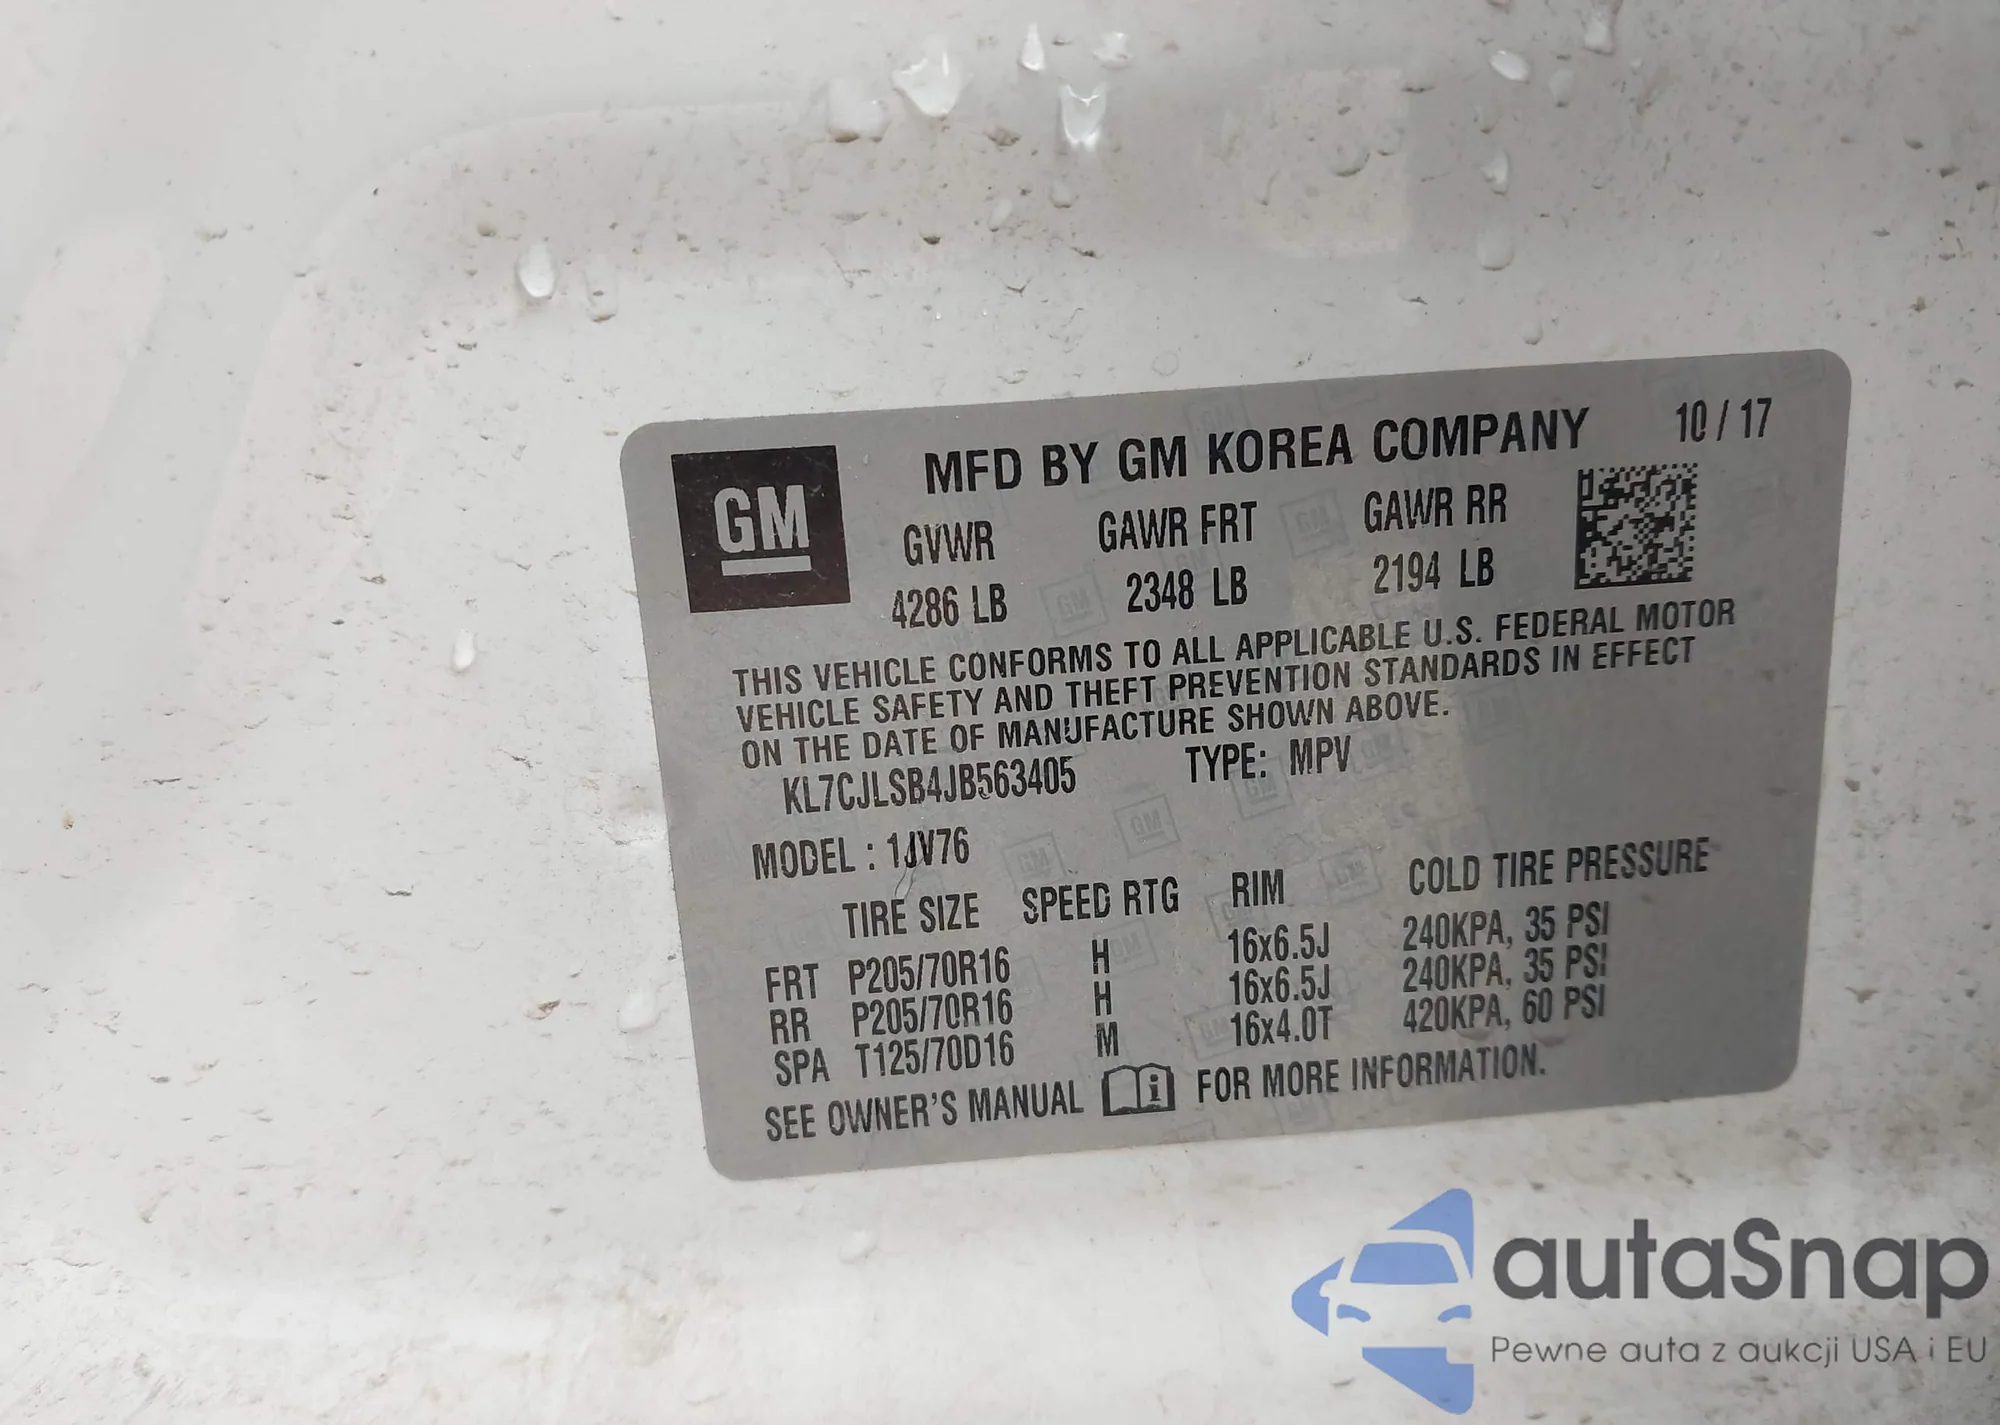 MFD BY GM KOREA COMPANY 10 / 17
GM
GVWR GAWR FRT GAWR RR
4286 LB 2348 LB 2194 LB
THIS VEHICLE CONFORMS TO ALL APPLICABLE U.S. FEDERAL MOTOR
VEHICLE SAFETY AND THEFT PREVENTION STANDARDS IN EFFECT
ON THE DATE OF MANUFACTURE SHOWN ABOVE.
KL7CJLSB4JB563405 TYPE: MPV
MODEL : 1JV76
TIRE SIZE SPEED RTG RIM COLD TIRE PRESSURE
FRT P205/70R16 H 16x6.5J 240KPA, 35 PSI
RR P205/70R16 H 16x6.5J 240KPA, 35 PSI
SPA T125/70D16 M 16x4.0T 420KPA, 60 PSI
SEE OWNER'S MANUAL i FOR MORE INFORMATION.
autaSnap
Pewne auta z aukcji USA i EU